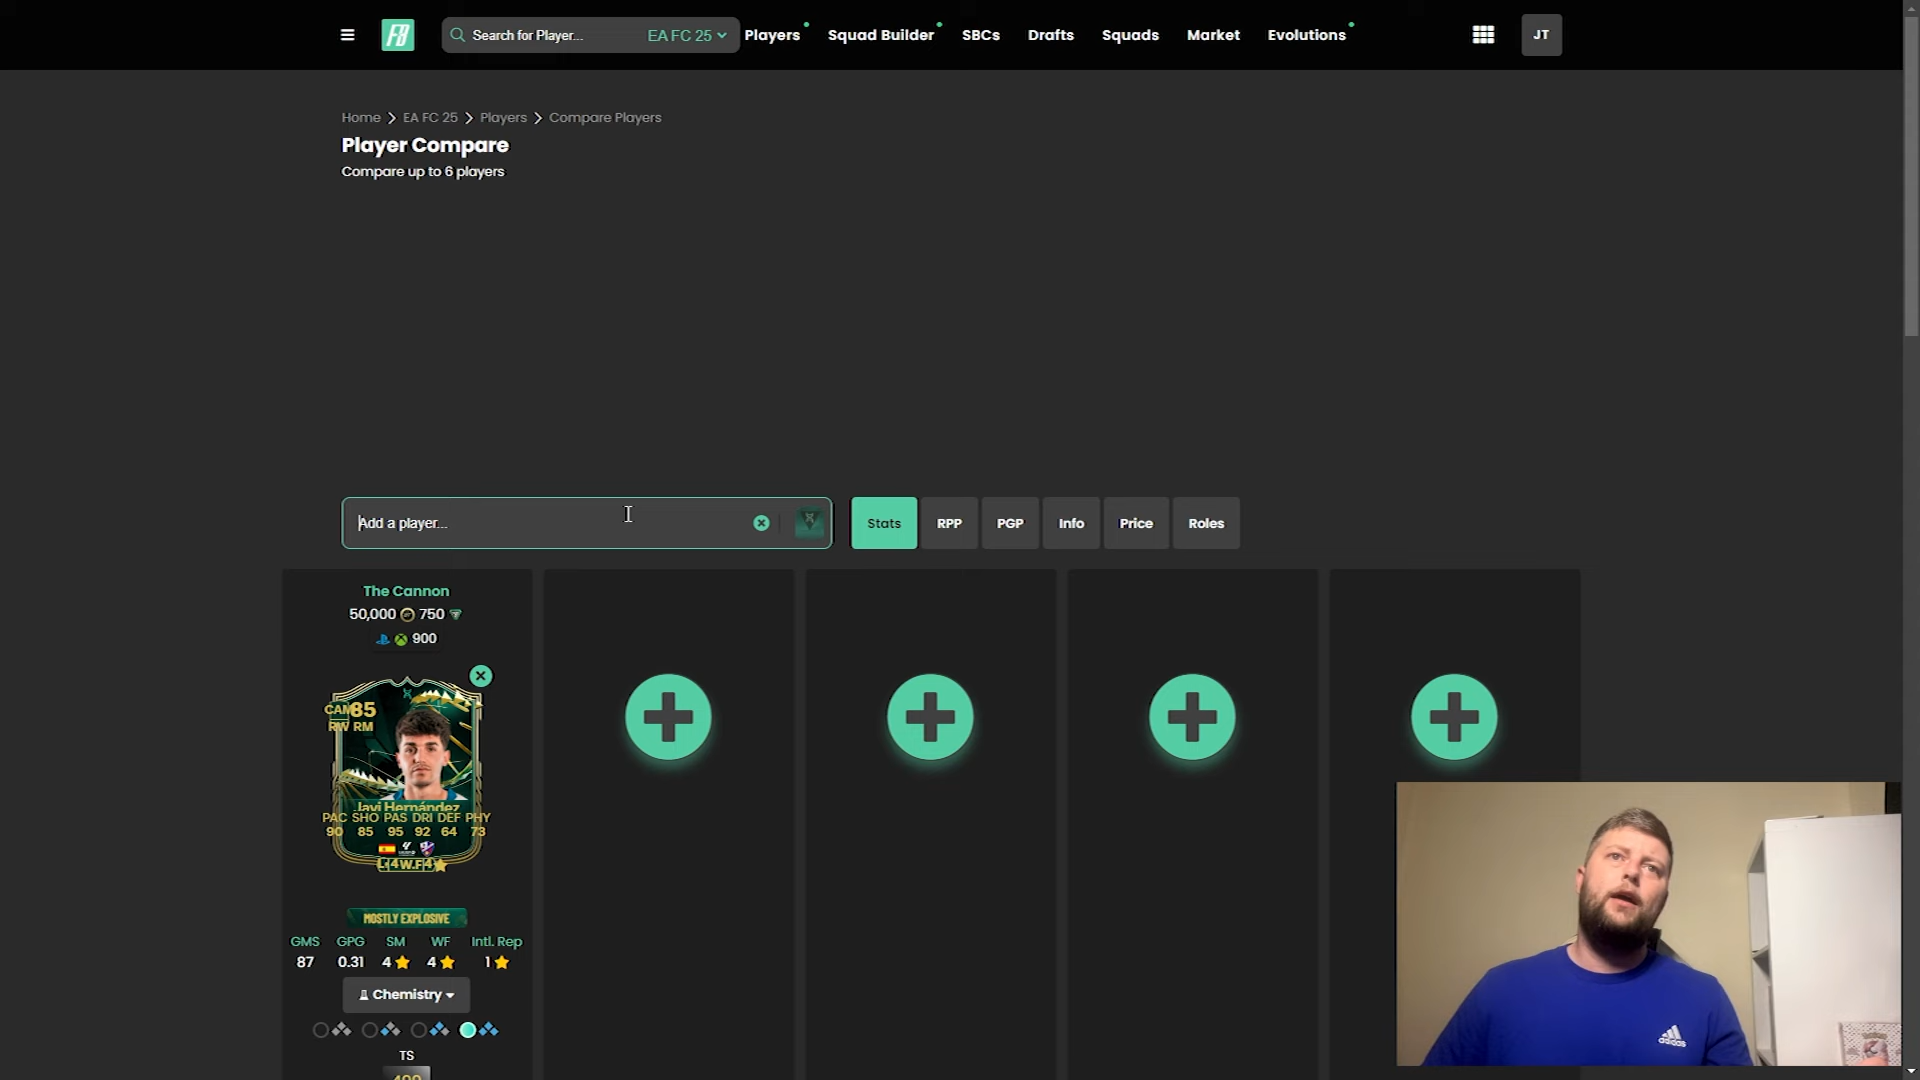 FB
Search for Player...
EA FC 25
Players
Squad Builder
SBCs
Drafts
Squads
Market
Evolutions
JT
Home > EA FC 25 > Players > Compare Players
Player Compare
Compare up to 6 players
Add a player...
Stats
RPP
PGP
Info
Price
Roles
The Cannon
50,000 750
900
CAM 85
RW RM
Javi Hernández
PAC SHO PAS DRI DEF PHY
90 85 95 92 64 73
MOSTLY EXPLOSIVE
GMS GPG SM WF Intl. Rep
87 0.31 4 4 1
Chemistry
TS
adidas